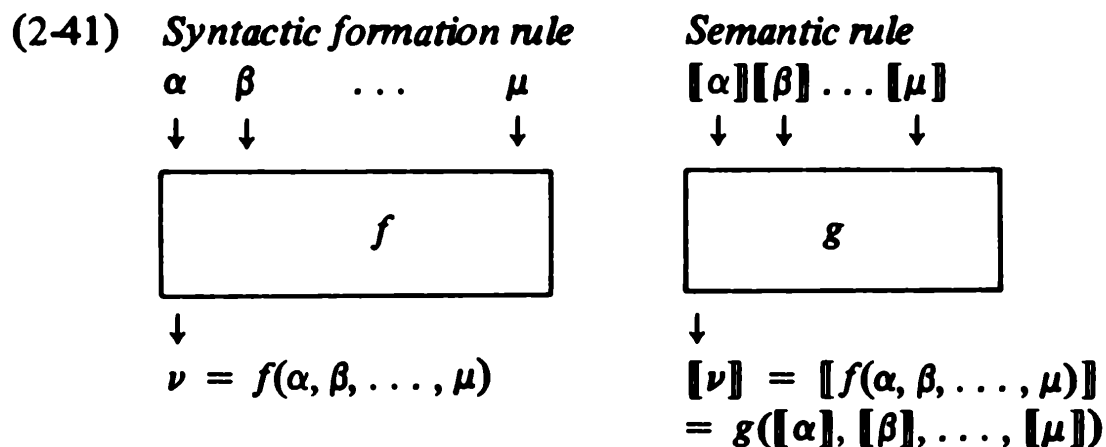 (2-41) Syntactic formation rule Semantic rule
α β ... μ ⟦α⟧⟦β⟧...⟦μ⟧
↓ ↓ ↓ ↓ ↓ ↓
f g
↓ ↓
ν = f(α, β, ..., μ) ⟦ν⟧ = ⟦f(α, β, ..., μ)⟧
= g(⟦α⟧, ⟦β⟧, ..., ⟦μ⟧)